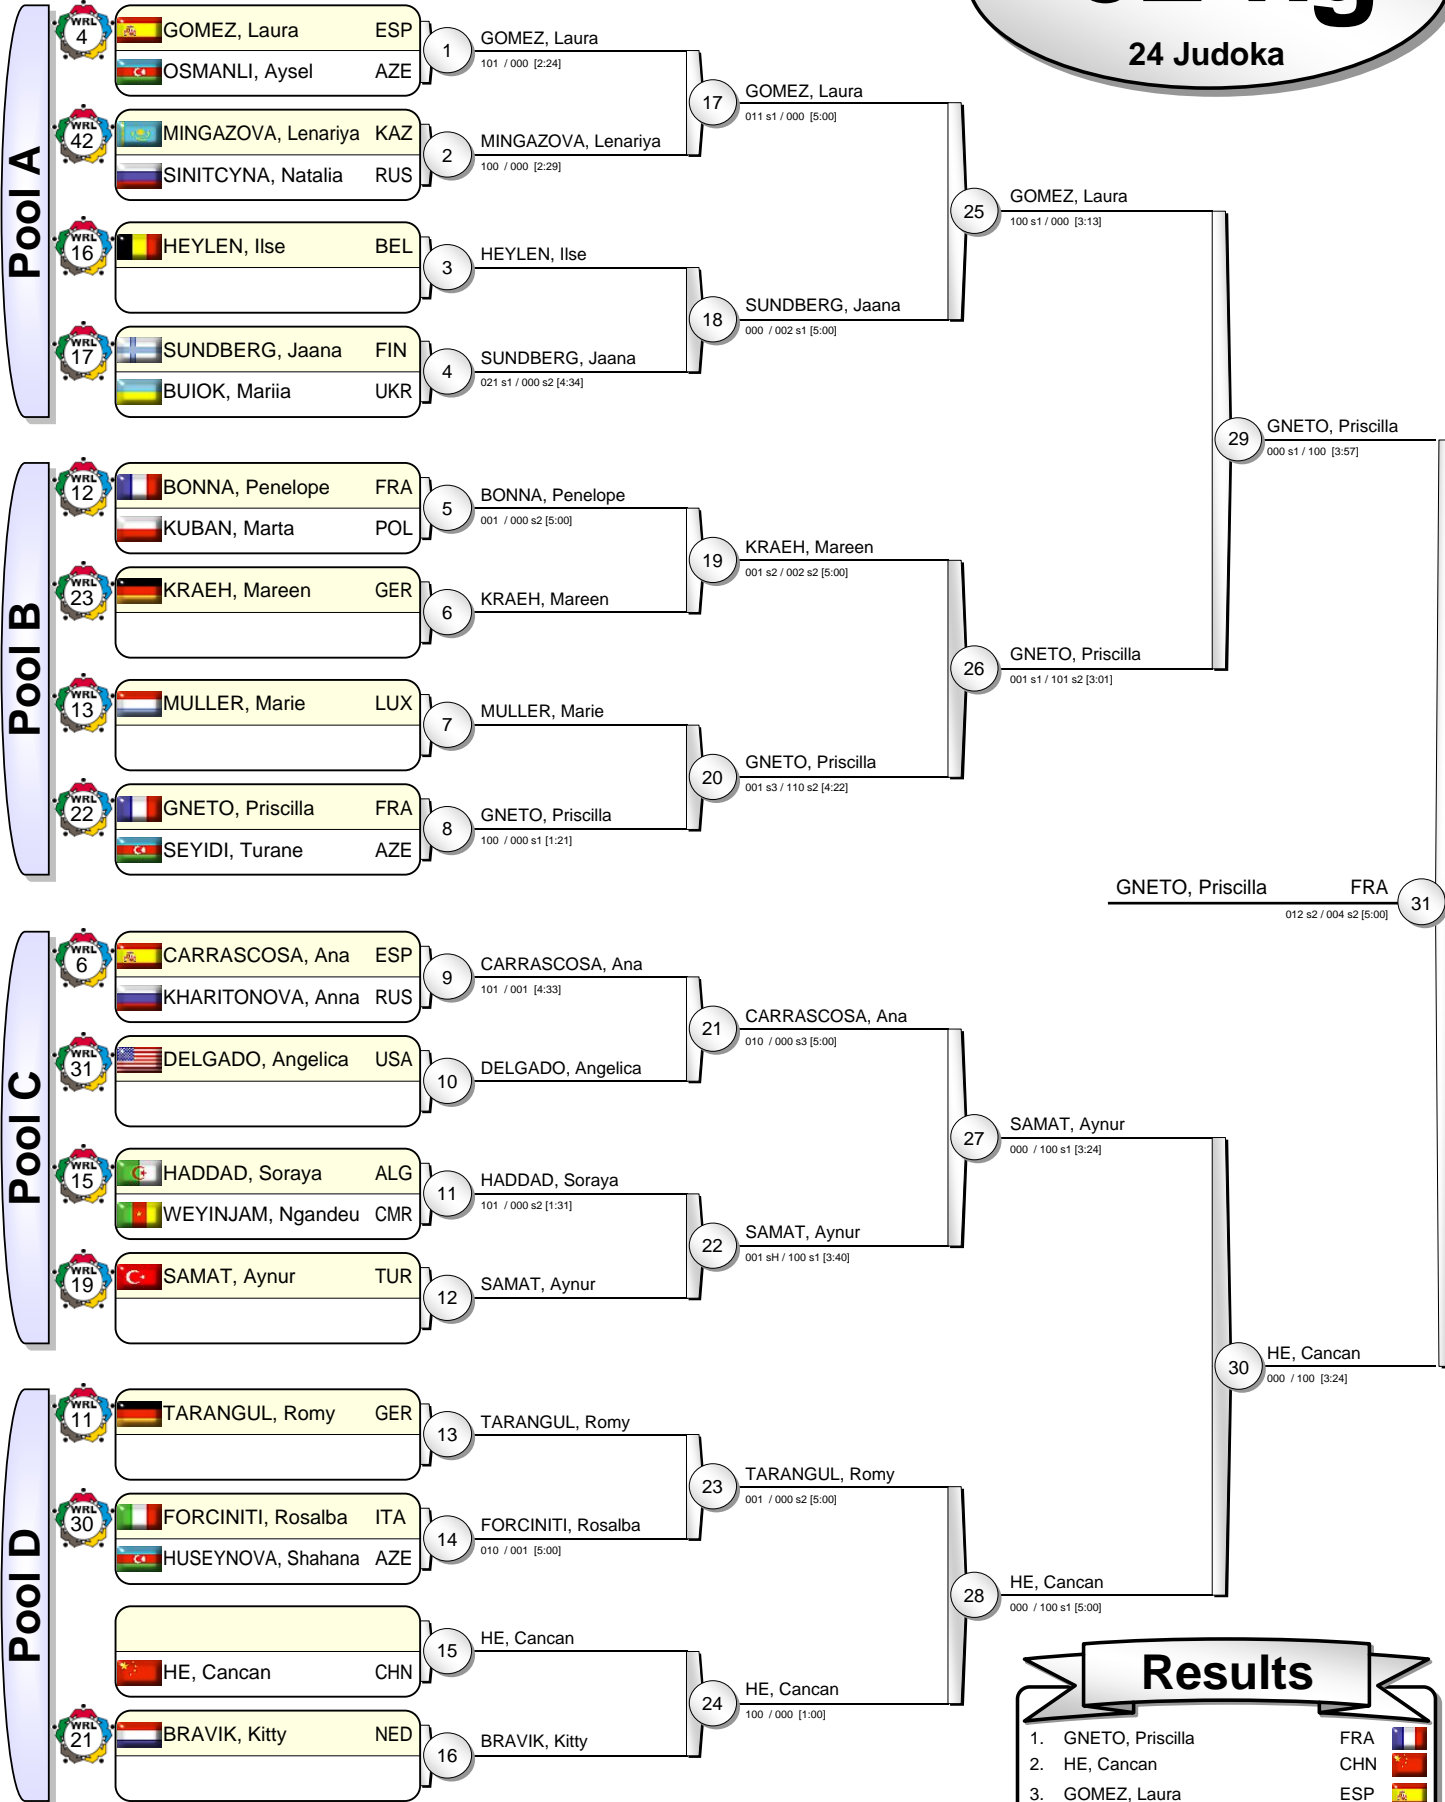 24 Judoka
Pool A
WRL 4
GOMEZ, Laura ESP
OSMANLI, Aysel AZE
1
GOMEZ, Laura
101 / 000 [2:24]
WRL 42
MINGAZOVA, Lenariya KAZ
SINITCYNA, Natalia RUS
2
MINGAZOVA, Lenariya
100 / 000 [2:29]
17
GOMEZ, Laura
011 s1 / 000 [5:00]
WRL 16
HEYLEN, Ilse BEL
3
HEYLEN, Ilse
WRL 17
SUNDBERG, Jaana FIN
BUIOK, Mariia UKR
4
SUNDBERG, Jaana
021 s1 / 000 s2 [4:34]
18
SUNDBERG, Jaana
000 / 002 s1 [5:00]
25
GOMEZ, Laura
100 s1 / 000 [3:13]
Pool B
WRL 12
BONNA, Penelope FRA
KUBAN, Marta POL
5
BONNA, Penelope
001 / 000 s2 [5:00]
WRL 23
KRAEH, Mareen GER
6
KRAEH, Mareen
19
KRAEH, Mareen
001 s2 / 002 s2 [5:00]
WRL 13
MULLER, Marie LUX
7
MULLER, Marie
WRL 22
GNETO, Priscilla FRA
SEYIDI, Turane AZE
8
GNETO, Priscilla
100 / 000 s1 [1:21]
20
GNETO, Priscilla
001 s3 / 110 s2 [4:22]
26
GNETO, Priscilla
001 s1 / 101 s2 [3:01]
29
GNETO, Priscilla
000 s1 / 100 [3:57]
GNETO, Priscilla FRA
012 s2 / 004 s2 [5:00]
31
Pool C
WRL 6
CARRASCOSA, Ana ESP
KHARITONOVA, Anna RUS
9
CARRASCOSA, Ana
101 / 001 [4:33]
WRL 31
DELGADO, Angelica USA
10
DELGADO, Angelica
21
CARRASCOSA, Ana
010 / 000 s3 [5:00]
WRL 15
HADDAD, Soraya ALG
WEYINJAM, Ngandeu CMR
11
HADDAD, Soraya
101 / 000 s2 [1:31]
WRL 19
SAMAT, Aynur TUR
12
SAMAT, Aynur
22
SAMAT, Aynur
001 sH / 100 s1 [3:40]
27
SAMAT, Aynur
000 / 100 s1 [3:24]
Pool D
WRL 11
TARANGUL, Romy GER
13
TARANGUL, Romy
WRL 30
FORCINITI, Rosalba ITA
HUSEYNOVA, Shahana AZE
14
FORCINITI, Rosalba
010 / 001 [5:00]
23
TARANGUL, Romy
001 / 000 s2 [5:00]
HE, Cancan CHN
15
HE, Cancan
WRL 21
BRAVIK, Kitty NED
16
BRAVIK, Kitty
24
HE, Cancan
100 / 000 [1:00]
28
HE, Cancan
000 / 100 s1 [5:00]
30
HE, Cancan
000 / 100 [3:24]
Results
1. GNETO, Priscilla FRA
2. HE, Cancan CHN
3. GOMEZ, Laura ESP